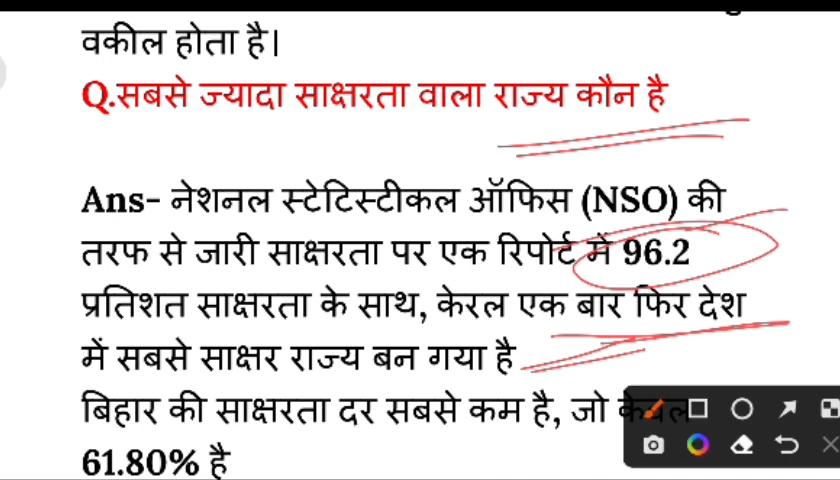 वकील होता है।
Q.सबसे ज्यादा साक्षरता वाला राज्य कौन है
Ans- नेशनल स्टेटिस्टीकल ऑफिस (NSO) की
तरफ से जारी साक्षरता पर एक रिपोर्ट में 96.2
प्रतिशत साक्षरता के साथ, केरल एक बार फिर देश
में सबसे साक्षर राज्य बन गया है
बिहार की साक्षरता दर सबसे कम है, जो केवल
61.80% है